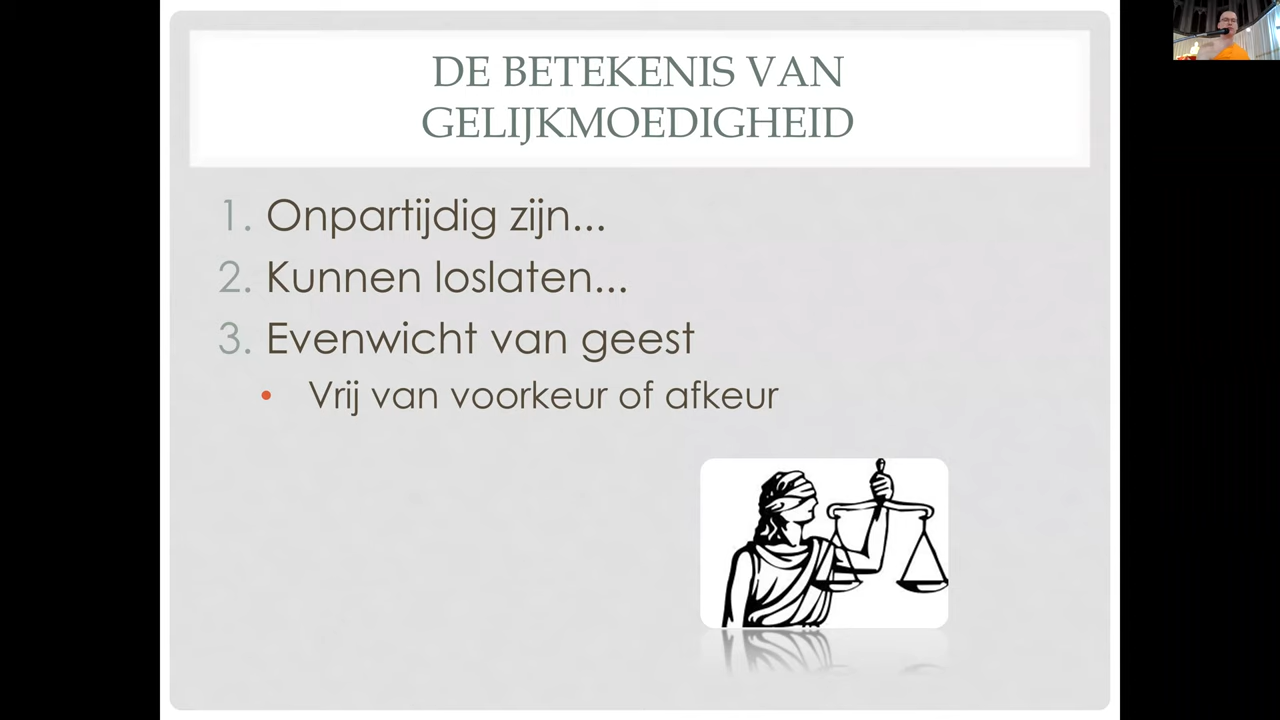 DE BETEKENIS VAN
GELIJKMOEDIGHEID
1. Onpartijdig zijn...
2. Kunnen loslaten...
3. Evenwicht van geest
• Vrij van voorkeur of afkeur